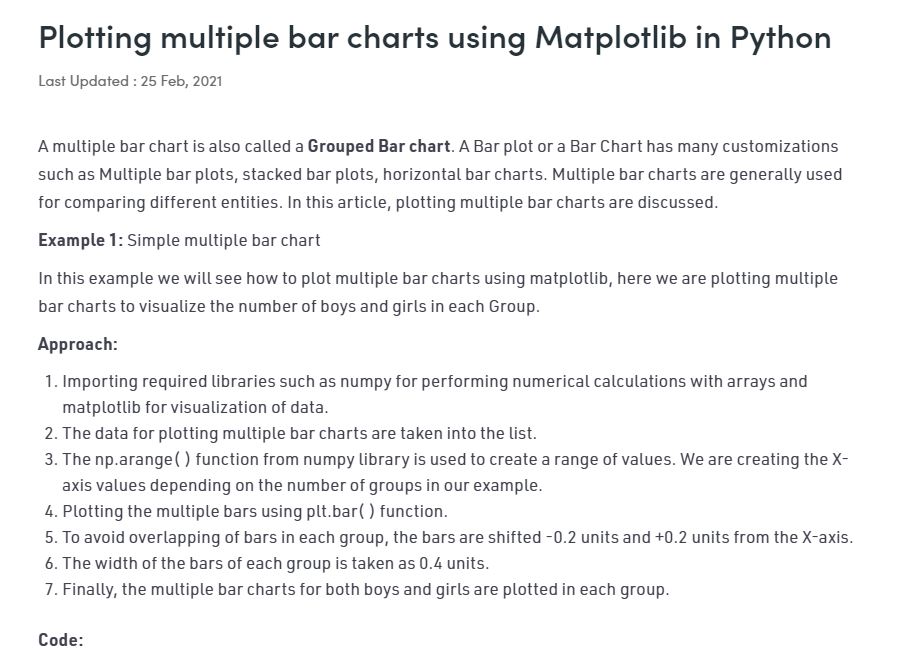 Plotting multiple bar charts using Matplotlib in Python
Last Updated : 25 Feb, 2021
A multiple bar chart is also called a Grouped Bar chart. A Bar plot or a Bar Chart has many customizations
such as Multiple bar plots, stacked bar plots, horizontal bar charts. Multiple bar charts are generally used
for comparing different entities. In this article, plotting multiple bar charts are discussed.
Example 1: Simple multiple bar chart
In this example we will see how to plot multiple bar charts using matplotlib, here we are plotting multiple
bar charts to visualize the number of boys and girls in each Group.
Approach:
1. Importing required libraries such as numpy for performing numerical calculations with arrays and
matplotlib for visualization of data.
2. The data for plotting multiple bar charts are taken into the list.
3. The np.arange( ) function from numpy library is used to create a range of values. We are creating the X-
axis values depending on the number of groups in our example.
4. Plotting the multiple bars using plt.bar( ) function.
5. To avoid overlapping of bars in each group, the bars are shifted -0.2 units and +0.2 units from the X-axis.
6. The width of the bars of each group is taken as 0.4 units.
7. Finally, the multiple bar charts for both boys and girls are plotted in each group.
Code: